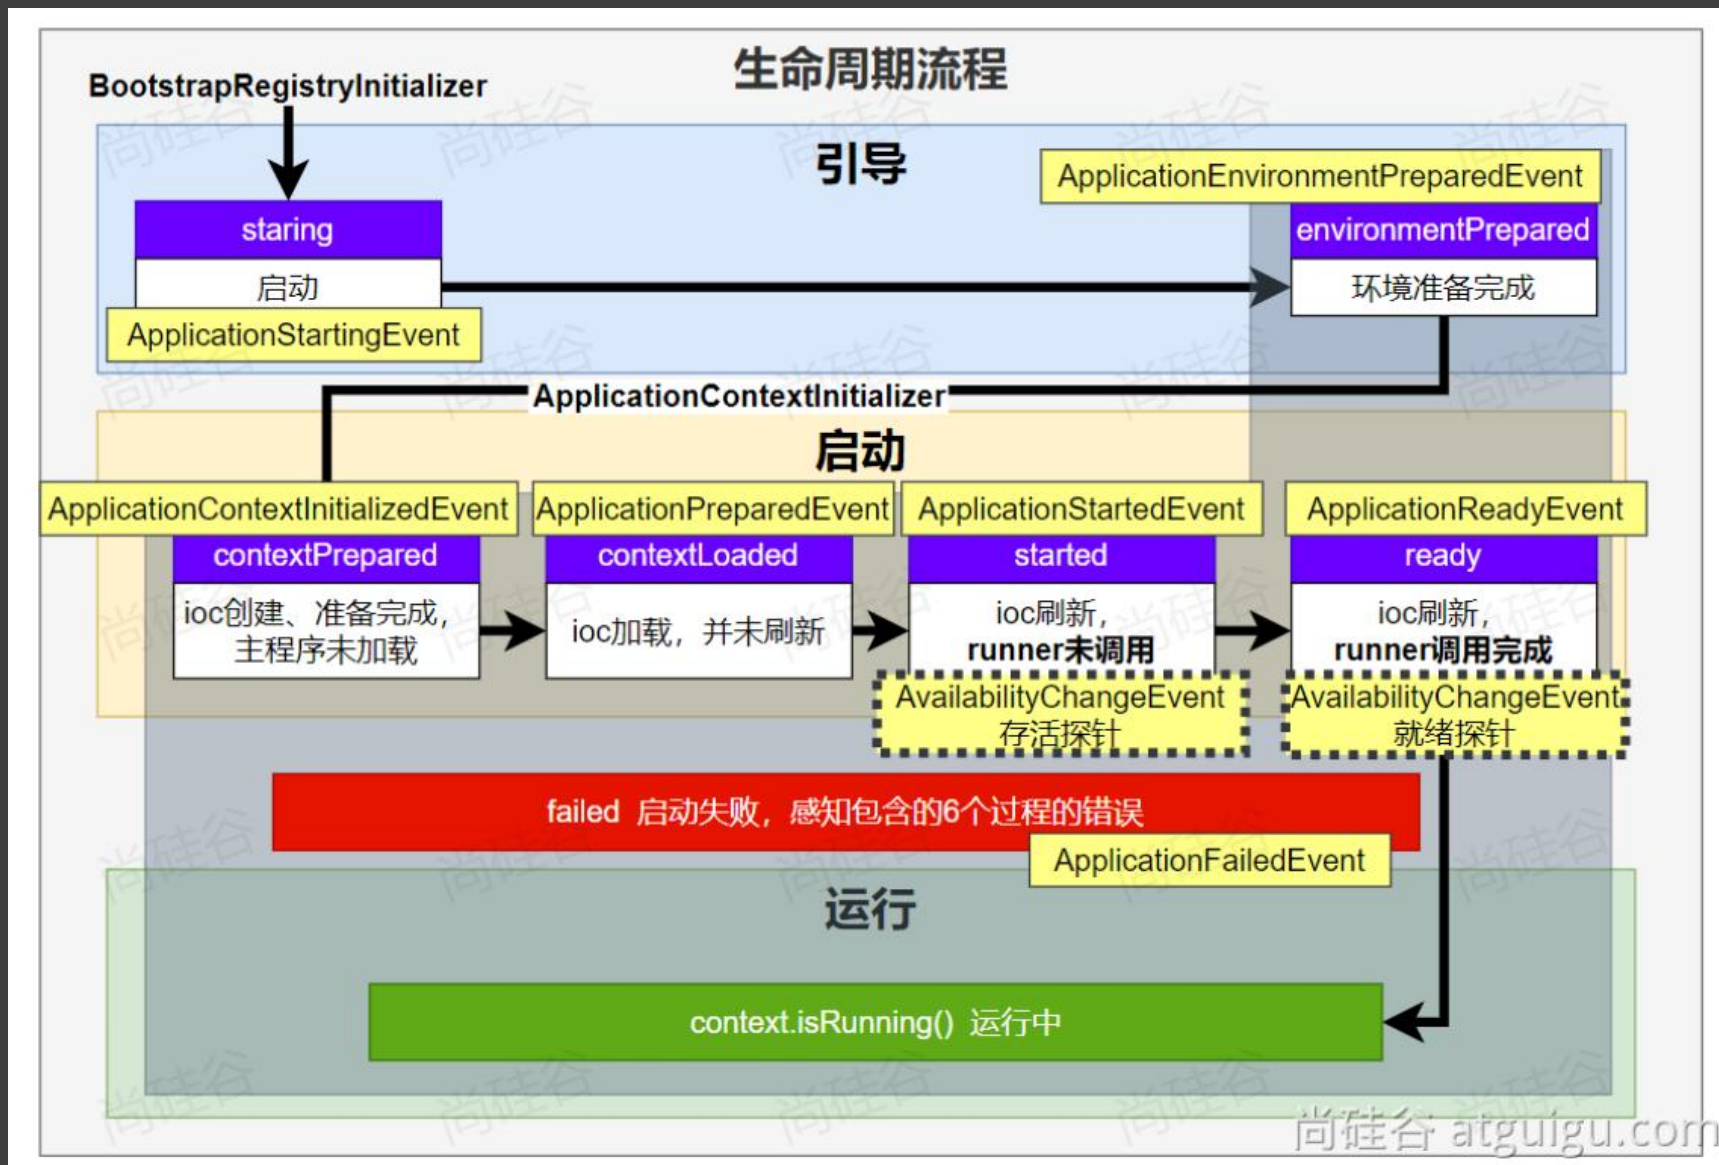 生命周期流程
BootstrapRegistryInitializer
引导
ApplicationEnvironmentPreparedEvent
staring
environmentPrepared
启动
环境准备完成
ApplicationStartingEvent
ApplicationContextInitializer
启动
ApplicationContextInitializedEvent
ApplicationPreparedEvent
ApplicationStartedEvent
ApplicationReadyEvent
contextPrepared
contextLoaded
started
ready
ioc创建、准备完成，
主程序未加载
ioc加载，并未刷新
ioc刷新，
runner未调用
ioc刷新，
runner调用完成
AvailabilityChangeEvent
存活探针
AvailabilityChangeEvent
就绪探针
failed 启动失败，感知包含的6个过程的错误
ApplicationFailedEvent
运行
context.isRunning() 运行中
尚硅谷 atguigu.com